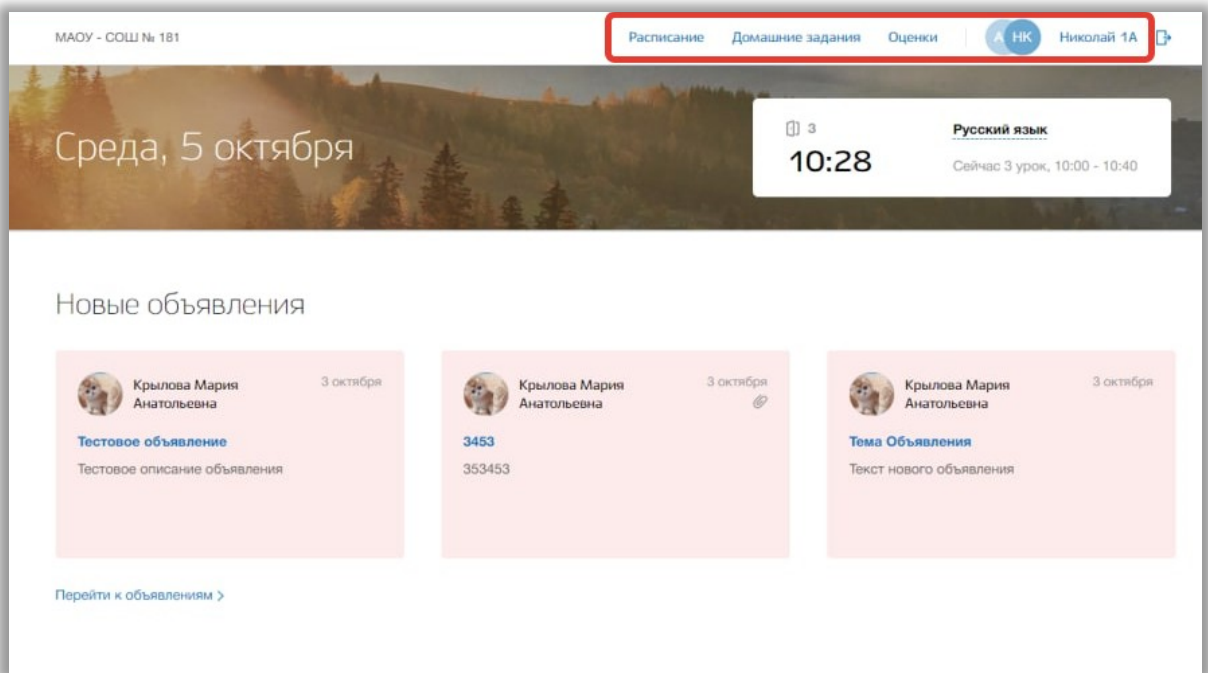 МАОУ - СОШ № 181
Расписание Домашние задания Оценки А НК Николай 1А
Среда, 5 октября
3
10:28
Русский язык
Сейчас 3 урок, 10:00 - 10:40
Новые объявления
Крылова Мария
Анатольевна
3 октября
Тестовое объявление
Тестовое описание объявления
Крылова Мария
Анатольевна
3 октября
3453
353453
Крылова Мария
Анатольевна
3 октября
Тема Объявления
Текст нового объявления
Перейти к объявлениям >